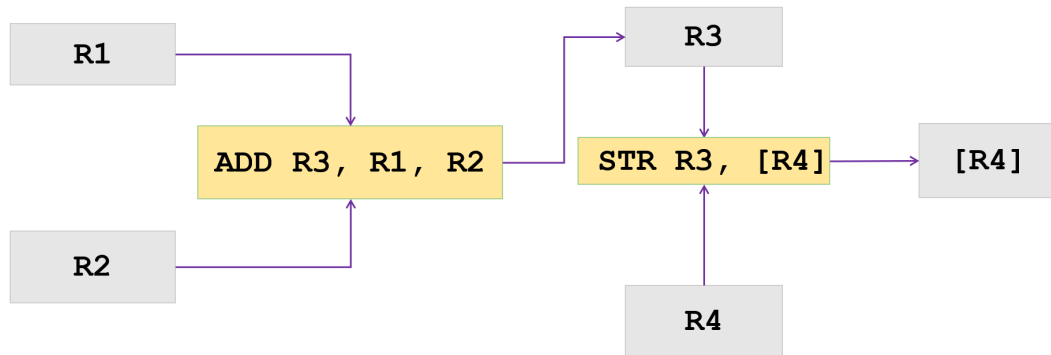 R1
R2
ADD R3, R1, R2
R3
STR R3, [R4]
R4
[R4]